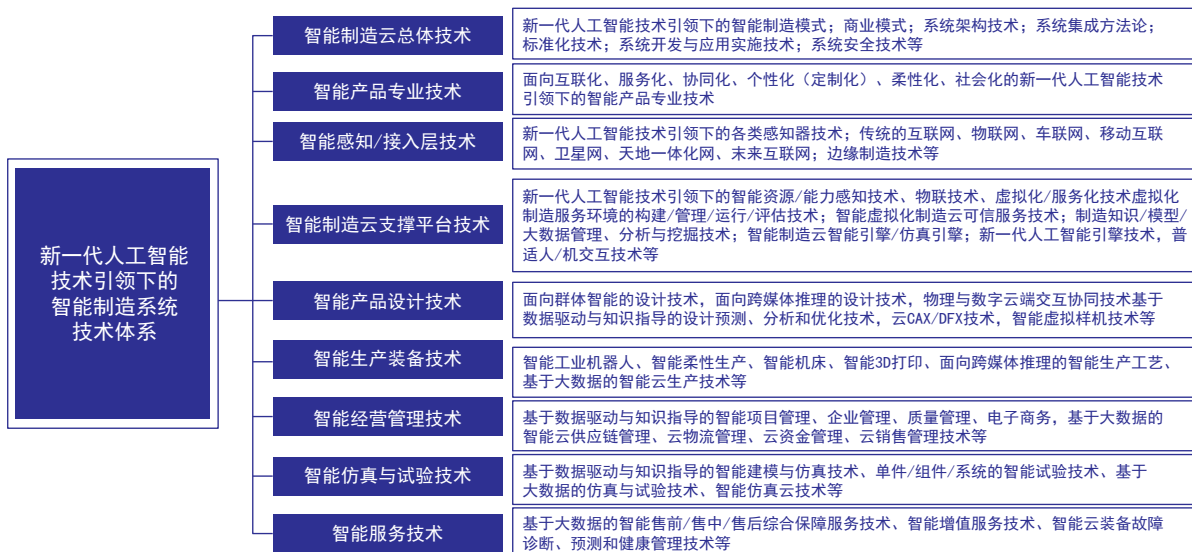 新一代人工智能
技术引领下的
智能制造系统
技术体系
智能制造云总体技术
新一代人工智能技术引领下的智能制造模式；商业模式；系统架构技术；系统集成方法论；
标准化技术；系统开发与应用实施技术；系统安全技术等
智能产品专业技术
面向互联化、服务化、协同化、个性化（定制化）、柔性化、社会化的新一代人工智能技术
引领下的智能产品专业技术
智能感知/接入层技术
新一代人工智能技术引领下的各类感知器技术；传统的互联网、物联网、车联网、移动互联
网、卫星网、天地一体化网、末来互联网；边缘制造技术等
智能制造云支撑平台技术
新一代人工智能技术引领下的智能资源/能力感知技术、物联技术、虚拟化/服务化技术虚拟化
制造服务环境的构建/管理/运行/评估技术；智能虚拟化制造云可信服务技术；制造知识/模型/
大数据管理、分析与挖掘技术；智能制造云智能引擎/仿真引擎；新一代人工智能引擎技术，普
适人/机交互技术等
智能产品设计技术
面向群体智能的设计技术，面向跨媒体推理的设计技术，物理与数字云端交互协同技术基于
数据驱动与知识指导的设计预测、分析和优化技术，云CAX/DFX技术，智能虚拟样机技术等
智能生产装备技术
智能工业机器人、智能柔性生产、智能机床、智能3D打印、面向跨媒体推理的智能生产工艺、
基于大数据的智能云生产技术等
智能经营管理技术
基于数据驱动与知识指导的智能项目管理、企业管理、质量管理、电子商务，基于大数据的
智能云供应链管理、云物流管理、云资金管理、云销售管理技术等
智能仿真与试验技术
基于数据驱动与知识指导的智能建模与仿真技术、单件/组件/系统的智能试验技术、基于
大数据的仿真与试验技术、智能仿真云技术等
智能服务技术
基于大数据的智能售前/售中/售后综合保障服务技术、智能增值服务技术、智能云装备故障
诊断、预测和健康管理技术等